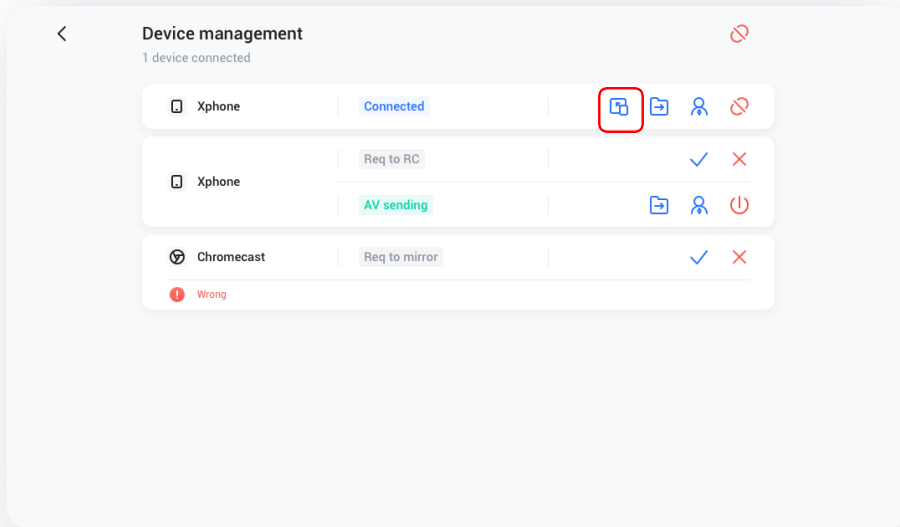 Device management
1 device connected
Xphone
Connected
Xphone
Req to RC
AV sending
Chromecast
Req to mirror
Wrong